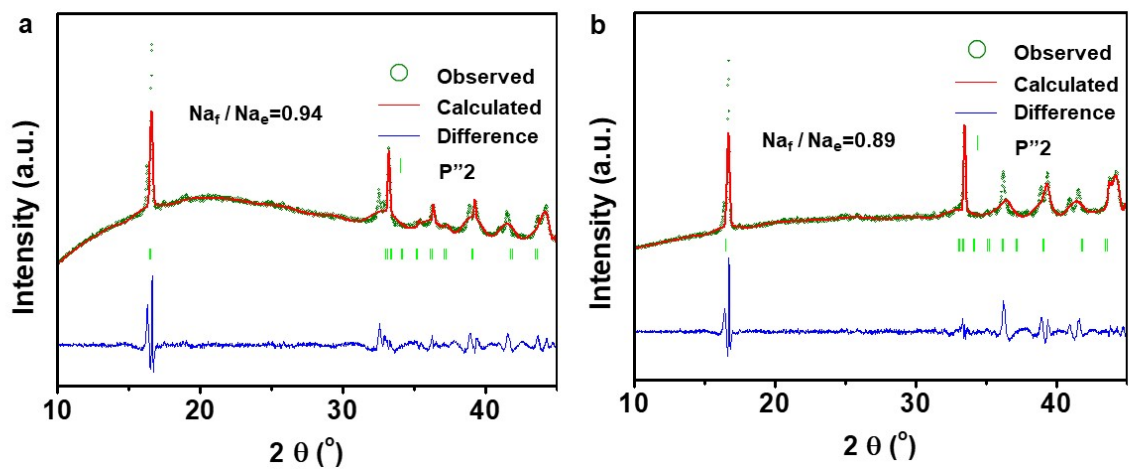 a
Observed
Calculated
Difference
P”2
Naf / Nae=0.94
Intensity (a.u.)
10
20
30
40
2 θ (o)
b
Observed
Calculated
Difference
P”2
Naf / Nae=0.89
Intensity (a.u.)
10
20
30
40
2 θ (o)